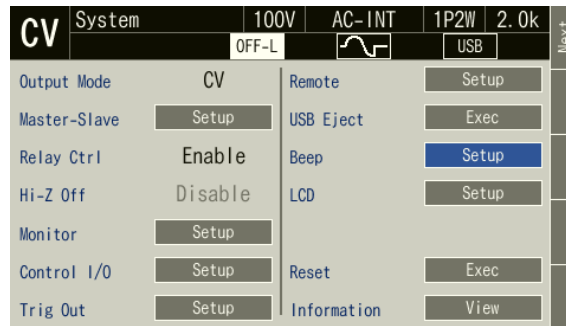 CV System 100V AC-INT 1P2W 2.0k
OFF-L USB
Next
Output Mode CV
Master-Slave Setup
Relay Ctrl Enable
Hi-Z Off Disable
Monitor Setup
Control I/O Setup
Trig Out Setup
Remote Setup
USB Eject Exec
Beep Setup
LCD Setup
Reset Exec
Information View